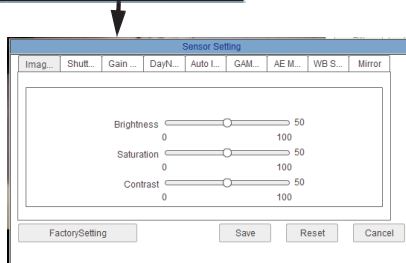 Sensor Setting
Imag... Shutt... Gain ... DayN... Auto I... GAM... AE M... WB S... Mirror
Brightness 50
0 100
Saturation 50
0 100
Contrast 50
0 100
FactorySetting Save Reset Cancel